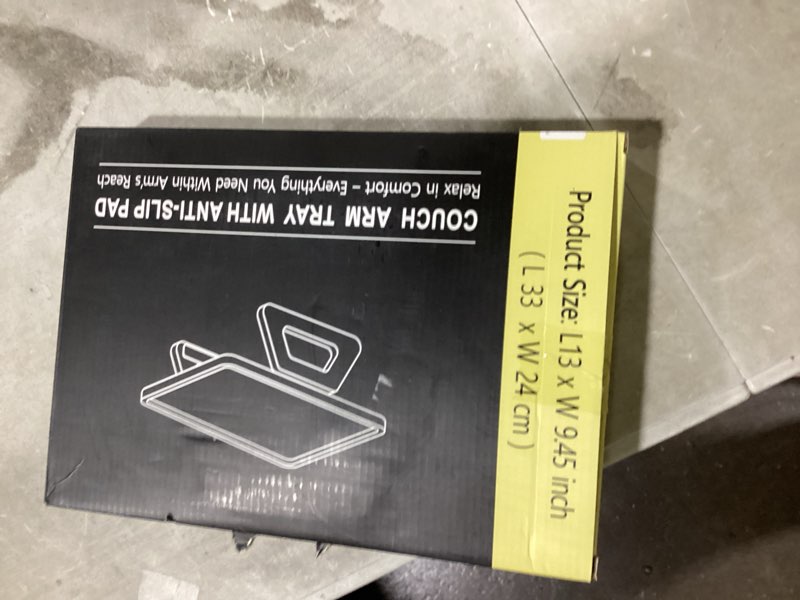 COUCH ARM TRAY WITH ANTI-SLIP PAD
Relax in Comfort – Everything You Need Within Arm's Reach
Product Size: L13 x W 9.45 inch
( L 33 x W 24 cm )